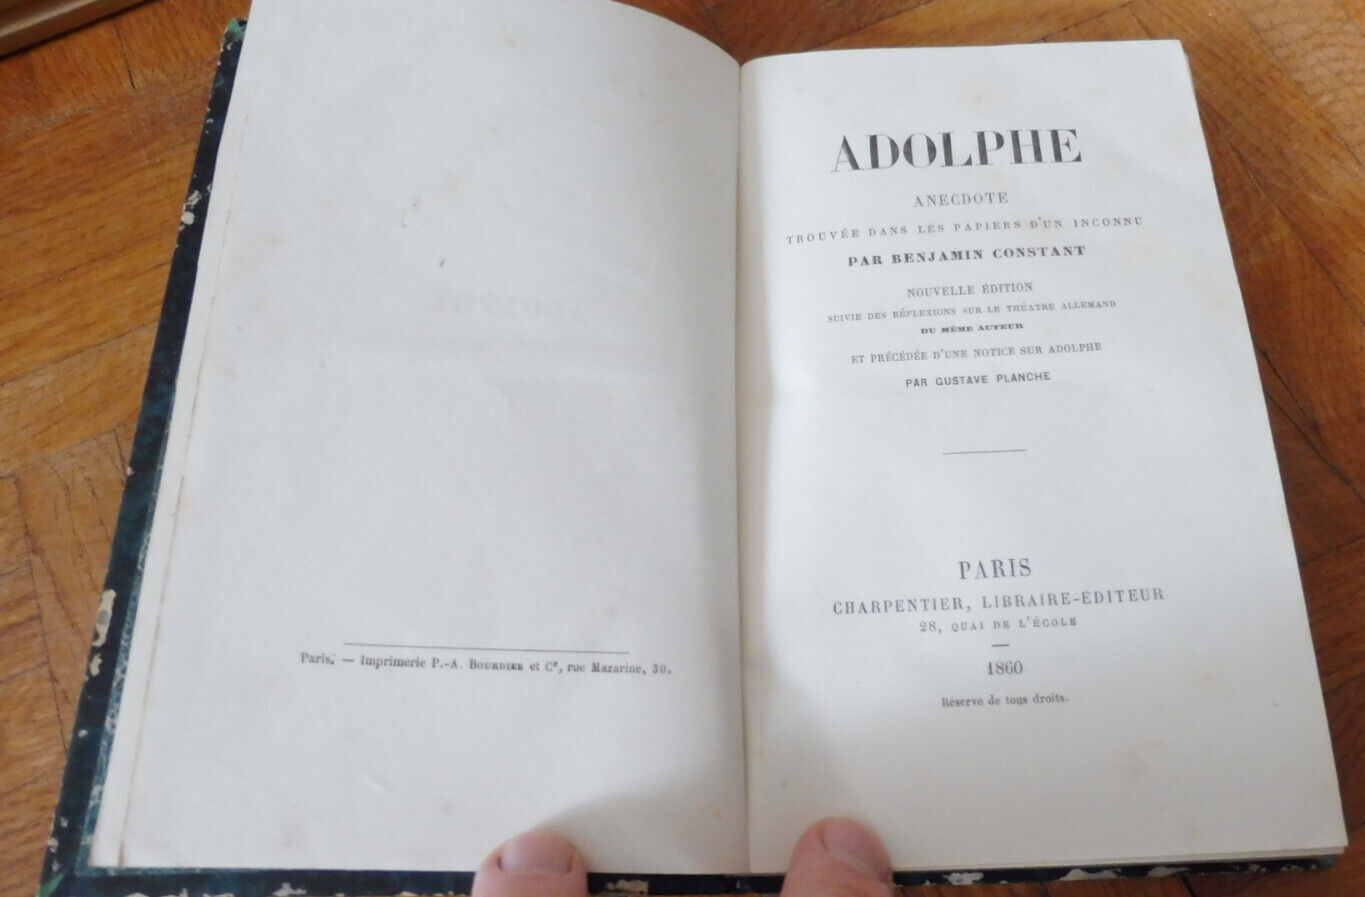 Paris. — Imprimerie P.-A. BOURDIER et Cᵉ, rue Mazarine, 30.
ADOLPHE
ANECDOTE
TROUVÉE DANS LES PAPIERS D'UN INCONNU
PAR BENJAMIN CONSTANT
NOUVELLE ÉDITION
SUIVIE DES RÉFLEXIONS SUR LE THÉATRE ALLEMAND
DU MÊME AUTEUR
ET PRÉCÉDÉE D'UNE NOTICE SUR ADOLPHE
PAR GUSTAVE PLANCHE
PARIS
CHARPENTIER, LIBRAIRE-ÉDITEUR
28, QUAI DE L'ÉCOLE
1860
Réserve de tous droits.